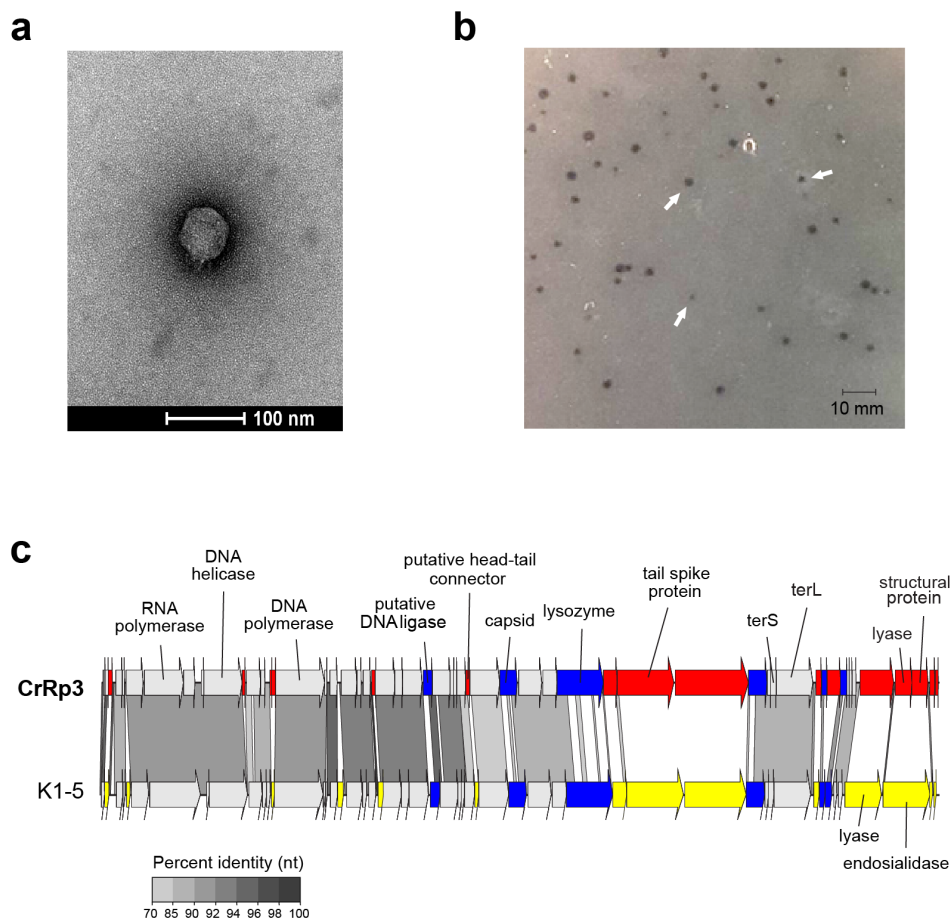 a
b
100 nm
10 mm
c
DNA
helicase
RNA
polymerase
DNA
polymerase
putative
DNA ligase
putative head-tail
connector
capsid
lysozyme
tail spike
protein
terS
terL
structural
protein
lyase
CrRp3
K1-5
lyase
endosialidase
Percent identity (nt)
70 85 90 92 94 96 98 100